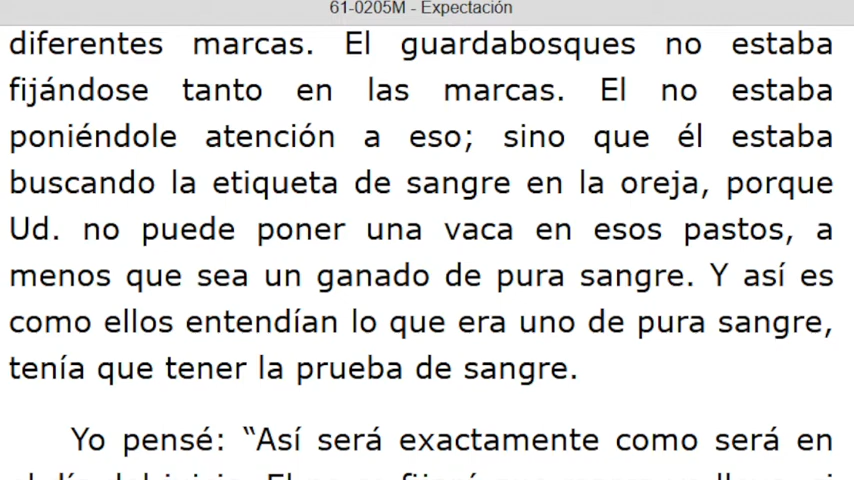 61-0205M - Expectación
diferentes marcas. El guardabosques no estaba
fijándose tanto en las marcas. El no estaba
poniéndole atención a eso; sino que él estaba
buscando la etiqueta de sangre en la oreja, porque
Ud. no puede poner una vaca en esos pastos, a
menos que sea un ganado de pura sangre. Y así es
como ellos entendían lo que era uno de pura sangre,
tenía que tener la prueba de sangre.
Yo pensé: “Así será exactamente como será en